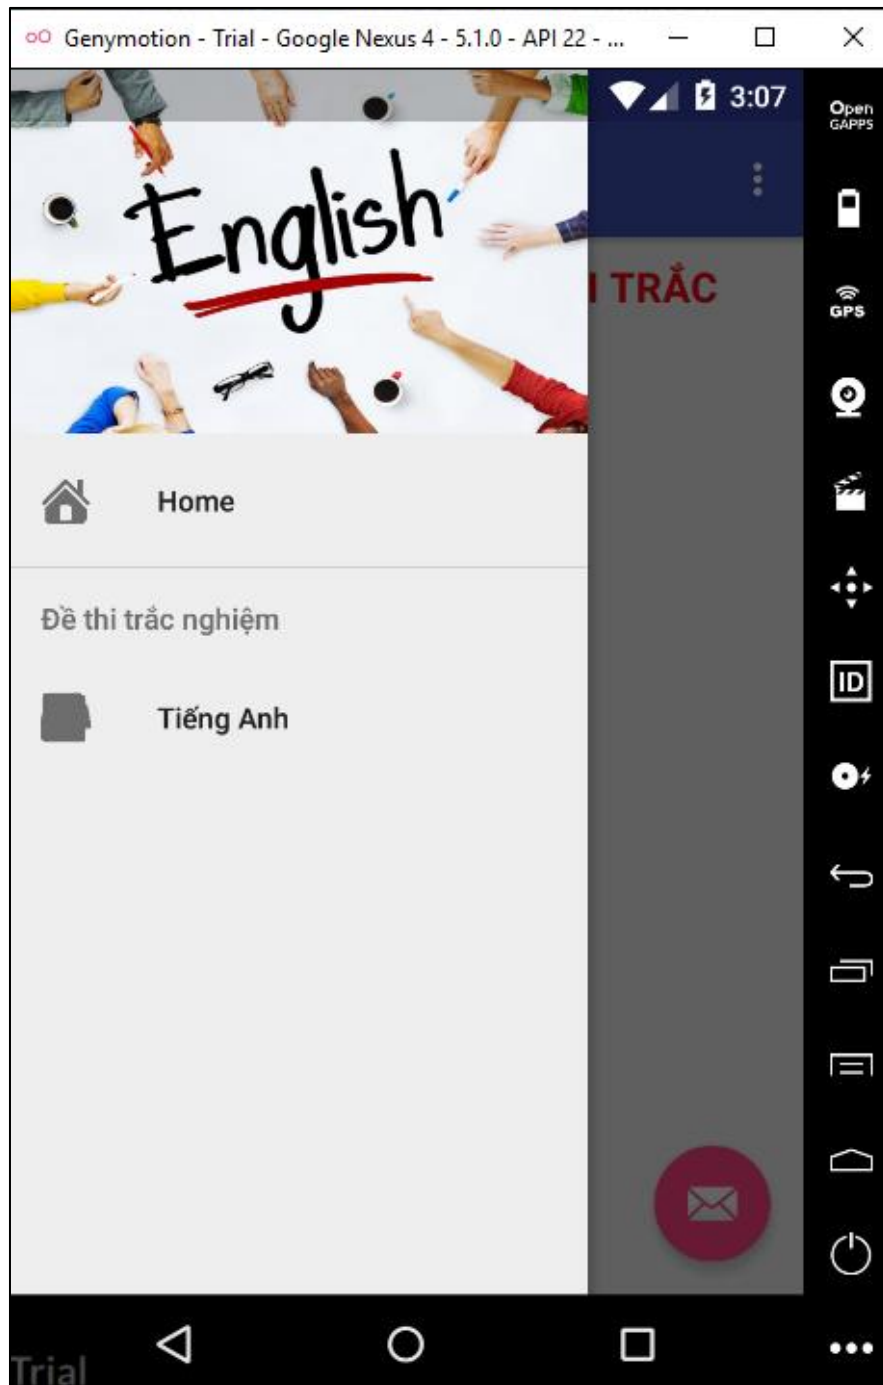 Genymotion - Trial - Google Nexus 4 - 5.1.0 - API 22 - ...
3:07
Open
GAPPS
English
I TRẮC
GPS
Home
Đề thi trắc nghiệm
ID
Tiếng Anh
Trial